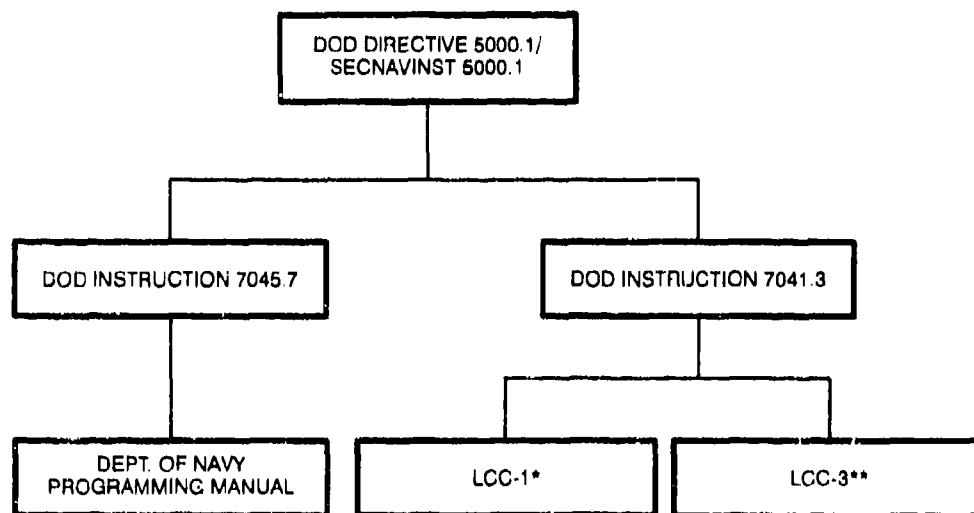 DOD DIRECTIVE 5000.1/
SECNAVINST 5000.1
DOD INSTRUCTION 7045.7
DOD INSTRUCTION 7041.3
DEPT. OF NAVY
PROGRAMMING MANUAL
LCC-1*
LCC-3**